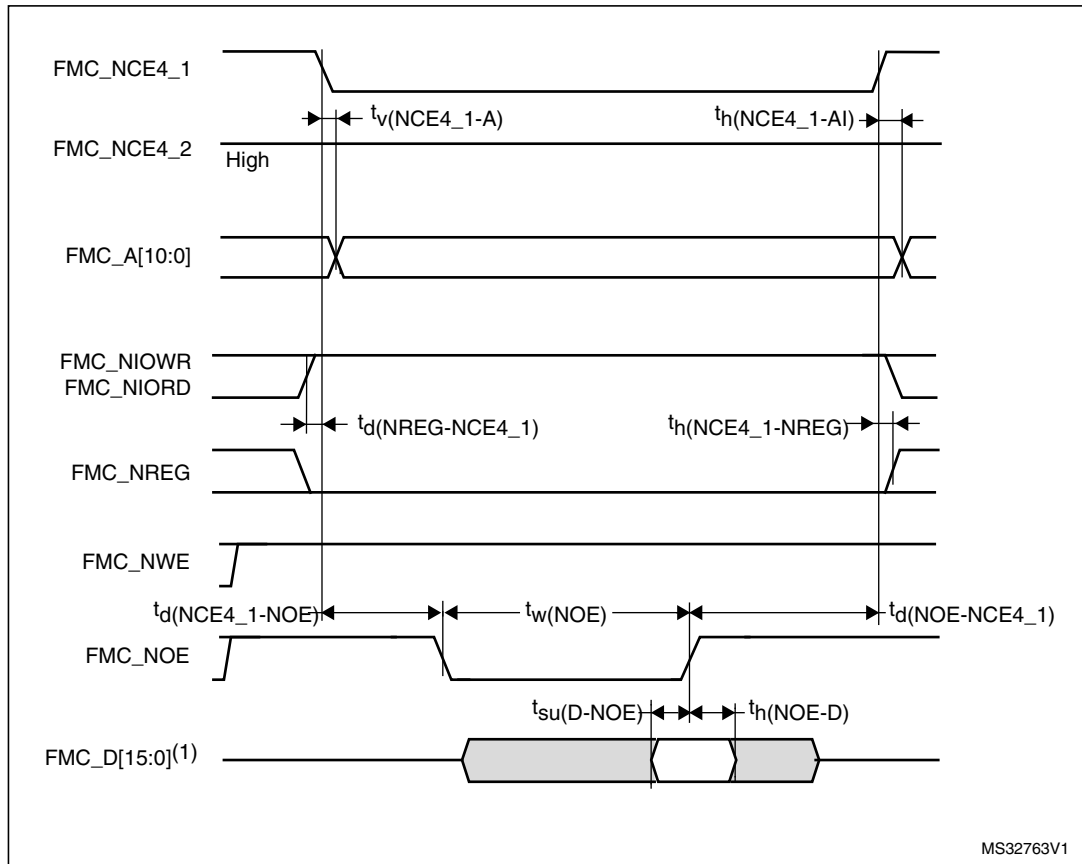 FMC_NCE4_1
tv(NCE4_1-A)
th(NCE4_1-AI)
FMC_NCE4_2
High
FMC_A[10:0]
FMC_NIOWR
FMC_NIORD
td(NREG-NCE4_1)
th(NCE4_1-NREG)
FMC_NREG
FMC_NWE
td(NCE4_1-NOE)
tw(NOE)
td(NOE-NCE4_1)
FMC_NOE
tsu(D-NOE)
th(NOE-D)
FMC_D[15:0](1)
MS32763V1